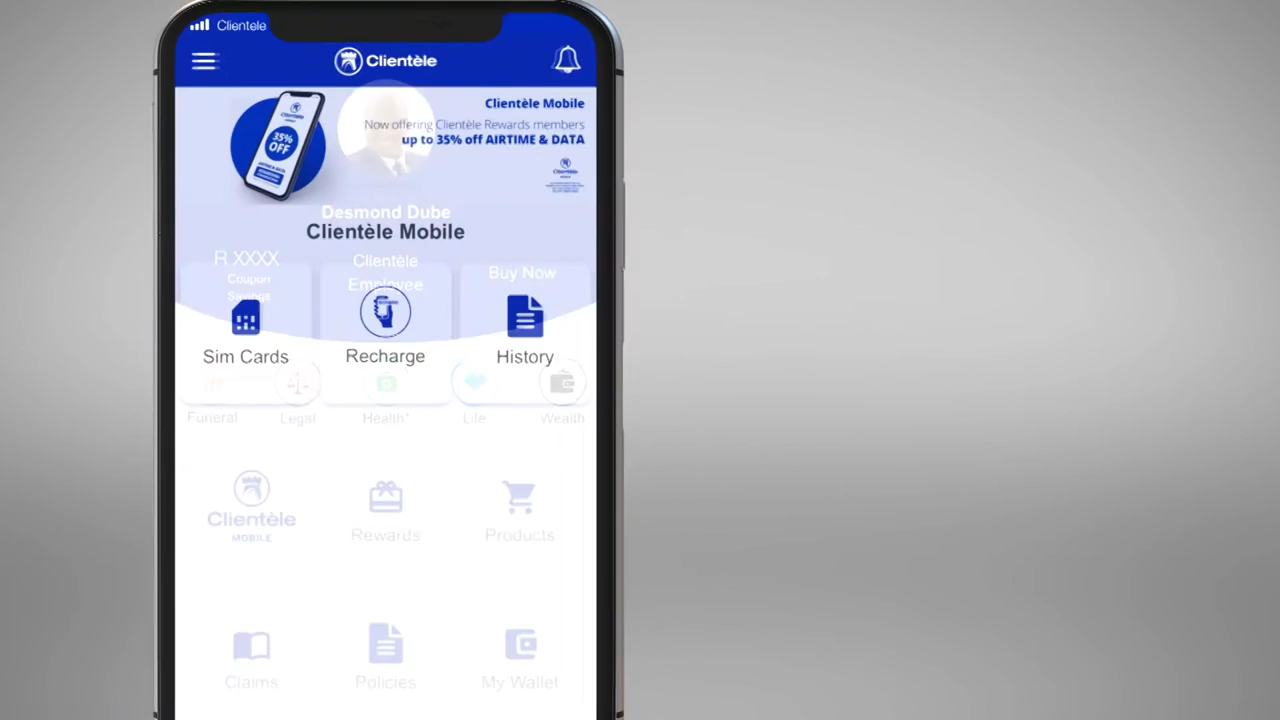 Clientele
Clientèle
Clientèle Mobile
Now offering Clientèle Rewards members
up to 35% off AIRTIME & DATA
Clientèle
35%
OFF
Clientèle
Desmond Dube
Clientèle Mobile
R XXXX
Coupon
Savings
Clientèle
Employee
Buy Now
Sim Cards
Recharge
History
Funeral
Legal
Health*
Life
Wealth
Clientèle
MOBILE
Rewards
Products
Claims
Policies
My Wallet